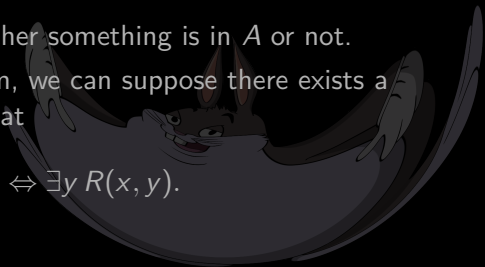 her something is in A or not.
n, we can suppose there exists a
at
⇔ ∃y R(x, y).